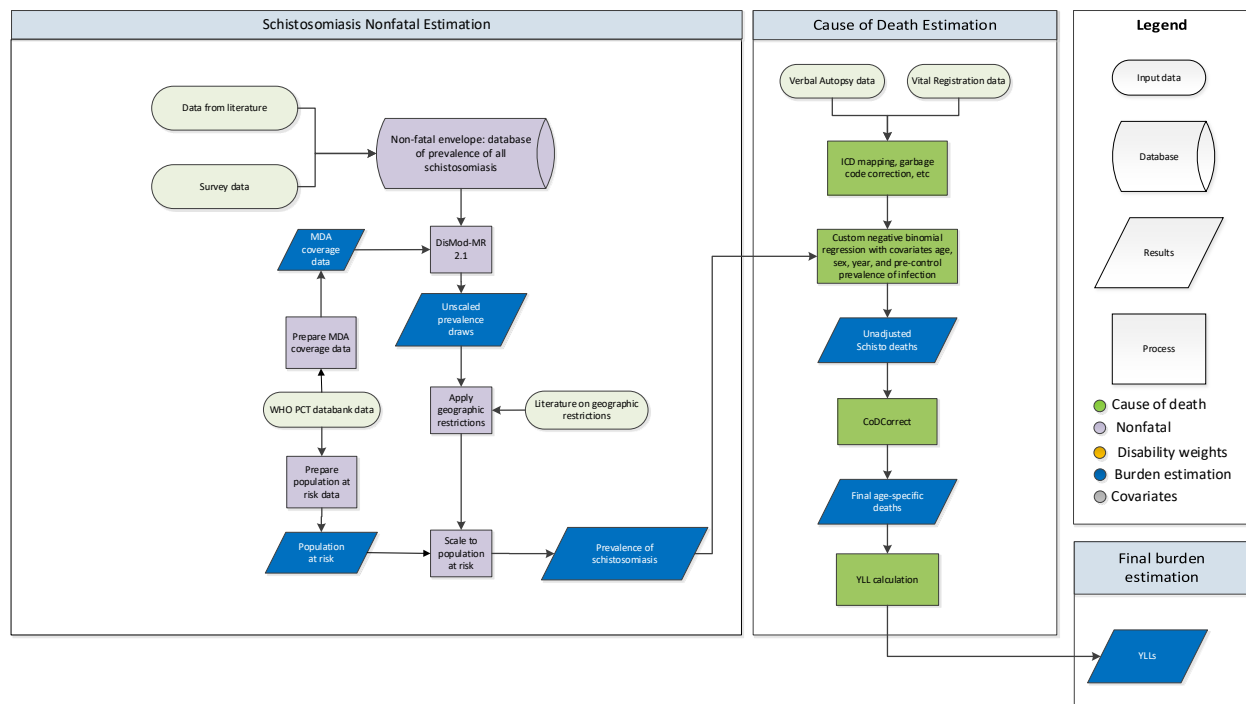 Schistosomiasis Nonfatal Estimation
Data from literature
Survey data
Non-fatal envelope: database
of prevalence of all
schistosomiasis
MDA
coverage
data
DisMod-MR
2.1
Unscaled
prevalence
draws
Prepare MDA
coverage data
WHO PCT databank data
Apply
geographic
restrictions
Literature on geographic
restrictions
Prepare
population at
risk data
Population
at risk
Scale to
population
at risk
Prevalence of
schistosomiasis
Cause of Death Estimation
Verbal Autopsy data
Vital Registration data
ICD mapping, garbage
code correction, etc
Custom negative binomial
regression with covariates age,
sex, year, and pre-control
prevalence of infection
Unadjusted
Schisto deaths
CoDCorrect
Final age-specific
deaths
YLL calculation
Legend
Input data
Database
Results
Process
Cause of death
Nonfatal
Disability weights
Burden estimation
Covariates
Final burden
estimation
YLLs